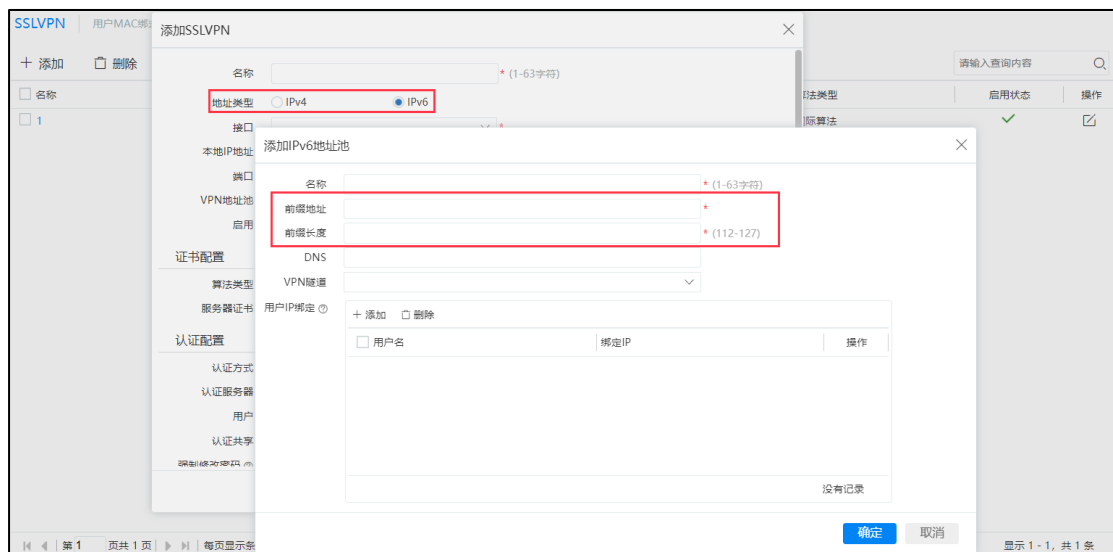 SSLVPN 用户MAC绑
添加SSLVPN
+ 添加 删除
请输入查询内容
名称 * (1-63字符)
名称
算法类型 启用状态 操作
地址类型 IPv4 IPv6
1
国际算法
接口 *
添加IPv6地址池
本地IP地址
端口
名称 * (1-63字符)
VPN地址池
前缀地址 *
启用
前缀长度 * (112-127)
证书配置
DNS
算法类型
VPN隧道
服务器证书
用户IP绑定
+ 添加 删除
认证配置
用户名 绑定IP 操作
认证方式
认证服务器
用户
认证共享
强制修改密码
没有记录
确定 取消
第 1 页共 1 页 每页显示条
显示 1 - 1, 共 1 条